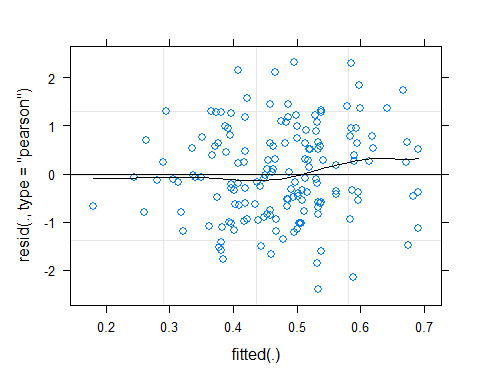 resid(., type = "pearson")
2
1
0
-1
-2
0.2 0.3 0.4 0.5 0.6 0.7
fitted(.)